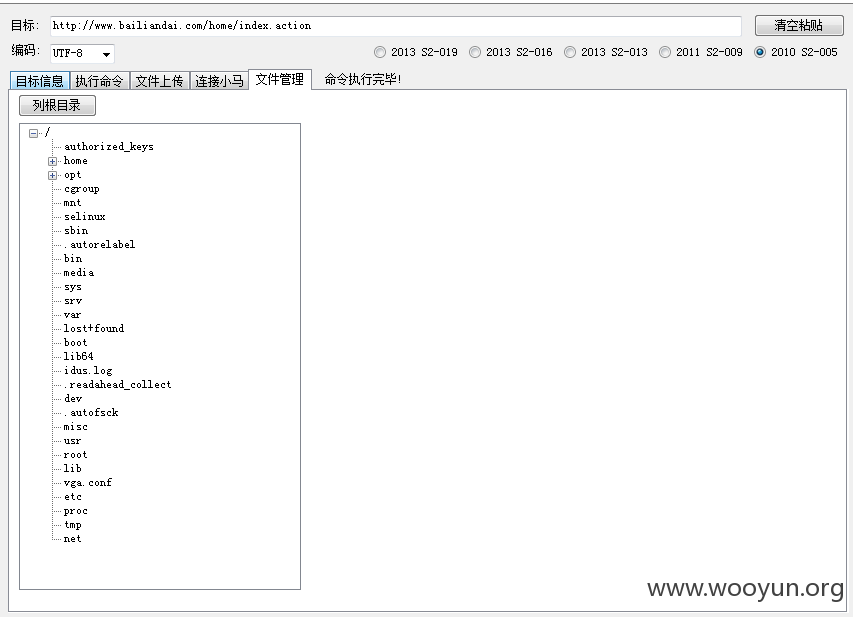 目标: http://www.bailiandai.com/home/index.action 清空粘贴
编码: UTF-8 2013 S2-019 2013 S2-016 2013 S2-013 2011 S2-009 2010 S2-005
目标信息 执行命令 文件上传 连接小马 文件管理 命令执行完毕!
列根目录
/
authorized_keys
home
opt
cgroup
mnt
selinux
sbin
.autorelabel
bin
media
sys
srv
var
lost+found
boot
lib64
idus.log
.readahead_collect
dev
.autofsck
misc
usr
root
lib
vga.conf
etc
proc
tmp
net
www.wooyun.org